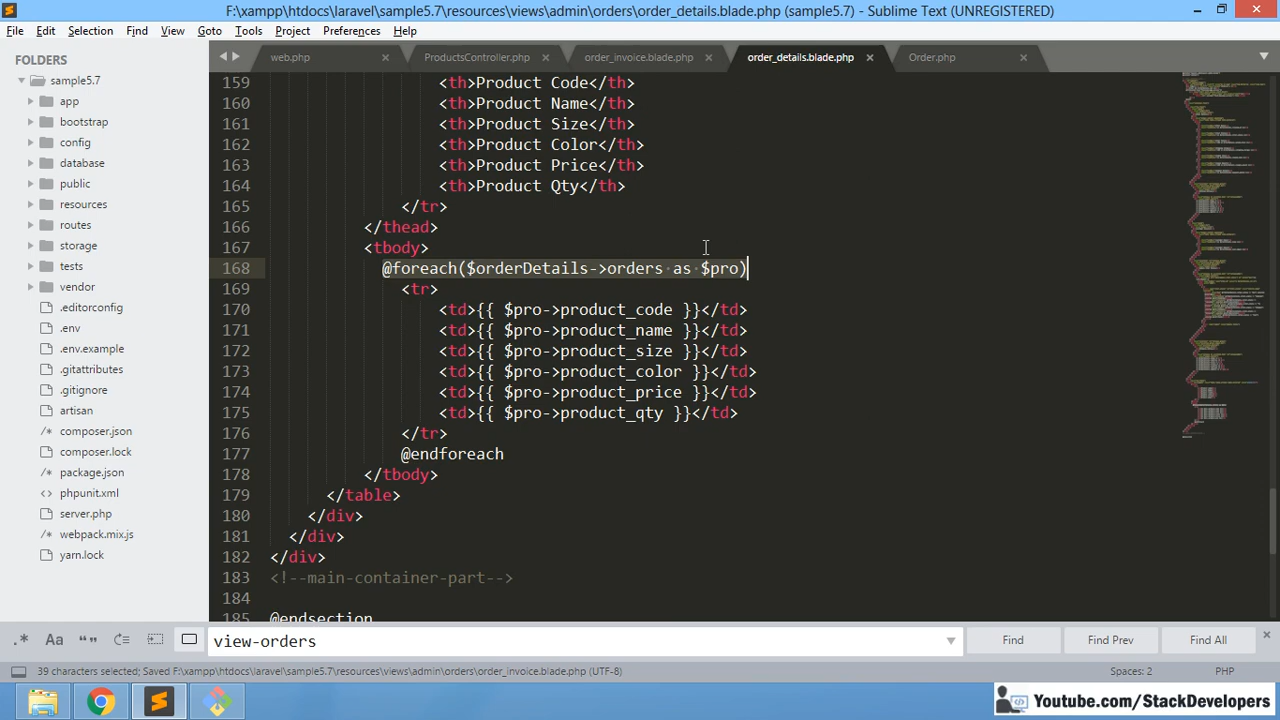 F:\xampp\htdocs\laravel\sample5.7\resources\views\admin\orders\order_details.blade.php (sample5.7) - Sublime Text (UNREGISTERED)
File Edit Selection Find View Goto Tools Project Preferences Help
FOLDERS
sample5.7
app
bootstrap
config
database
public
resources
routes
storage
tests
vendor
.editorconfig
.env
.env.example
.gitattributes
.gitignore
artisan
composer.json
composer.lock
package.json
phpunit.xml
server.php
webpack.mix.js
yarn.lock
web.php ProductsController.php order_invoice.blade.php order_details.blade.php Order.php
159 <th>Product Code</th>
160 <th>Product Name</th>
161 <th>Product Size</th>
162 <th>Product Color</th>
163 <th>Product Price</th>
164 <th>Product Qty</th>
165 </tr>
166 </thead>
167 <tbody>
168 @foreach($orderDetails->orders as $pro)
169 <tr>
170 <td>{{ $pro->product_code }}</td>
171 <td>{{ $pro->product_name }}</td>
172 <td>{{ $pro->product_size }}</td>
173 <td>{{ $pro->product_color }}</td>
174 <td>{{ $pro->product_price }}</td>
175 <td>{{ $pro->product_qty }}</td>
176 </tr>
177 @endforeach
178 </tbody>
179 </table>
180 </div>
181 </div>
182 </div>
183 <!--main-container-part-->
184
185 @endsection
.* Aa “” view-orders Find Find Prev Find All
39 characters selected; Saved F:\xampp\htdocs\laravel\sample5.7\resources\views\admin\orders\order_invoice.blade.php (UTF-8) Spaces: 2 PHP
Youtube.com/StackDevelopers